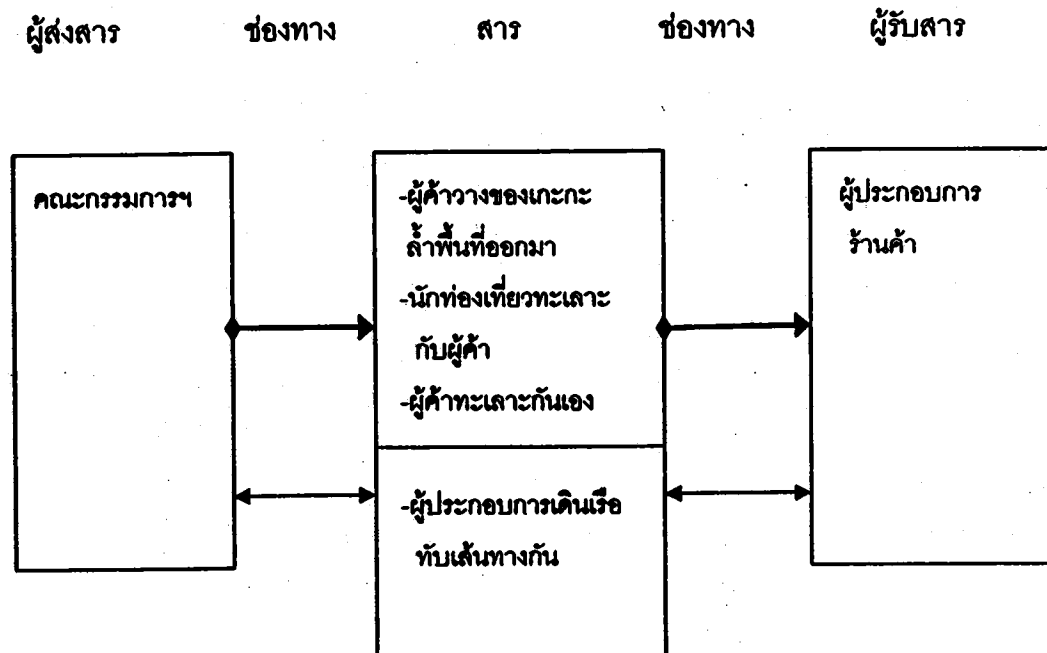 ผู้ส่งสาร ช่องทาง สาร ช่องทาง ผู้รับสาร
คณะกรรมการฯ
-ผู้ค้าวางของเกะกะ
ล้ำพื้นที่ออกมา
-นักท่องเที่ยวทะเลาะ
กับผู้ค้า
-ผู้ค้าทะเลาะกันเอง
-ผู้ประกอบการเดินเรือ
ทับเส้นทางกัน
ผู้ประกอบการ
ร้านค้า